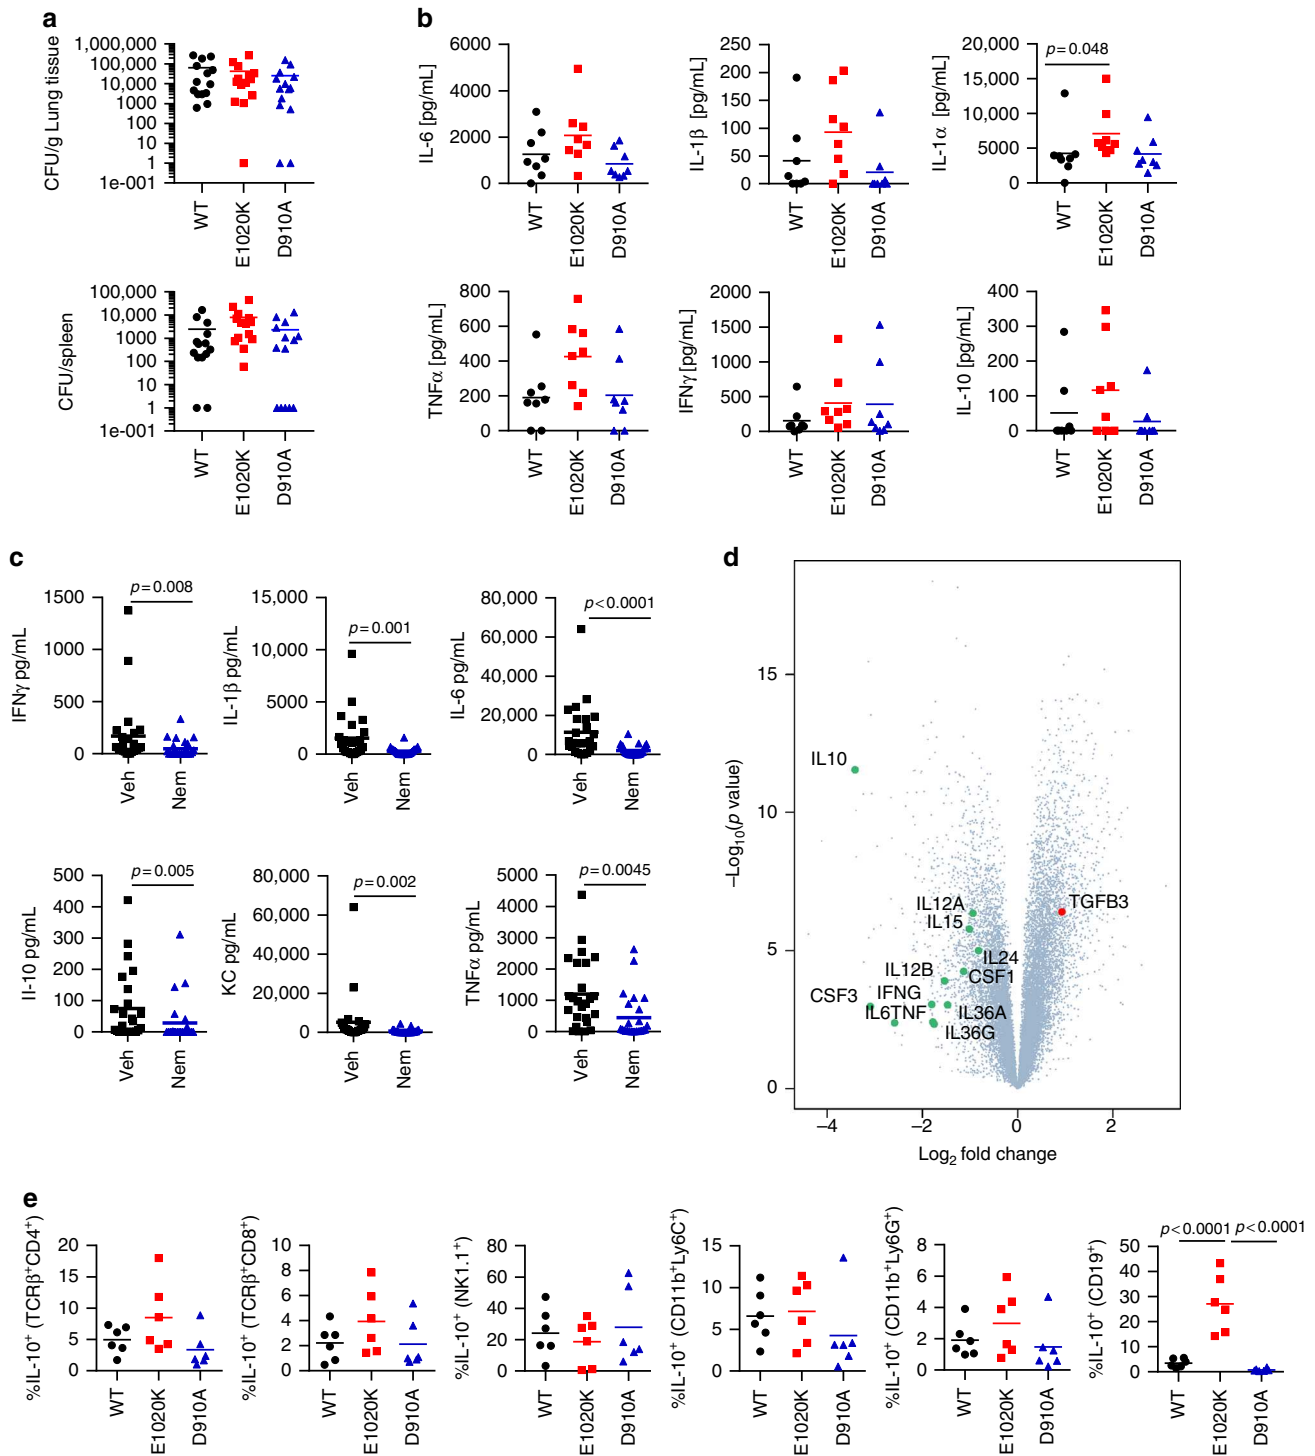 a
CFU/g Lung tissue
1,000,000
100,000
10,000
1000
100
10
1
1e-001
WT
E1020K
D910A
CFU/spleen
100,000
10,000
1000
100
10
1
1e-001
WT
E1020K
D910A
b
IL-6 [pg/mL]
6000
4000
2000
0
WT
E1020K
D910A
IL-1β [pg/mL]
250
200
150
100
50
0
WT
E1020K
D910A
IL-1α [pg/mL]
20,000
15,000
10,000
5000
0
p=0.048
WT
E1020K
D910A
TNFα [pg/mL]
800
600
400
200
0
WT
E1020K
D910A
IFNγ [pg/mL]
2000
1500
1000
500
0
WT
E1020K
D910A
IL-10 [pg/mL]
400
300
200
100
0
WT
E1020K
D910A
c
IFNγ pg/mL
1500
1000
500
0
p=0.008
Veh
Nem
IL-1β pg/mL
15,000
10,000
5000
0
p=0.001
Veh
Nem
IL-6 pg/mL
80,000
60,000
40,000
20,000
0
p<0.0001
Veh
Nem
Il-10 pg/mL
500
400
300
200
100
0
p=0.005
Veh
Nem
KC pg/mL
80,000
60,000
40,000
20,000
0
p=0.002
Veh
Nem
TNFα pg/mL
5000
4000
3000
2000
1000
0
p=0.0045
Veh
Nem
d
−Log10(p value)
15
10
5
0
IL10
IL12A
IL15
TGFB3
IL24
IL12B
CSF1
CSF3
IFNG
IL36A
IL6TNF
IL36G
−4
−2
0
2
Log2 fold change
e
%IL-10+ (TCRβ+CD4+)
20
15
10
5
0
WT
E1020K
D910A
%IL-10+ (TCRβ+CD8+)
10
8
6
4
2
0
WT
E1020K
D910A
%IL-10+ (NK1.1+)
80
60
40
20
0
WT
E1020K
D910A
%IL-10+ (CD11b+Ly6C+)
15
10
5
0
WT
E1020K
D910A
%IL-10+ (CD11b+Ly6G+)
8
6
4
2
0
WT
E1020K
D910A
%IL-10+ (CD19+)
50
40
30
20
10
0
p<0.0001
p<0.0001
WT
E1020K
D910A